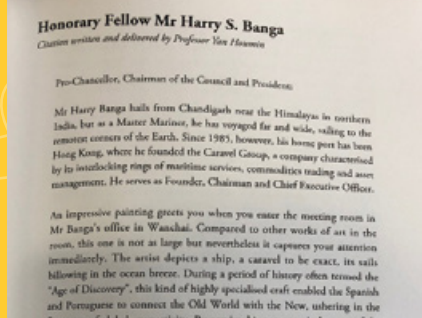 Honorary Fellow Mr Harry S. Banga
Citation written and delivered by Professor Yan Houmin
Pro-Chancellor, Chairman of the Council and President:
Mr Harry Banga hails from Chandigarh near the Himalayas in northern
India, but as a Master Mariner, he has voyaged far and wide, sailing to the
remotest corners of the Earth. Since 1985, however, his home port has been
Hong Kong, where he founded the Caravel Group, a company characterised
by its interlocking rings of maritime services, commodities trading and asset
management. He serves as Founder, Chairman and Chief Executive Officer.
An impressive painting greets you when you enter the meeting room in
Mr Banga's office in Wanchai. Compared to other works of art in the
room, this one is not as large but nevertheless it captures your attention
immediately. The artist depicts a ship, a caravel to be exact, its sails
billowing in the ocean breeze. During a period of history often termed the
"Age of Discovery", this kind of highly specialised craft enabled the Spanish
and Portuguese to connect the Old World with the New, ushering in the